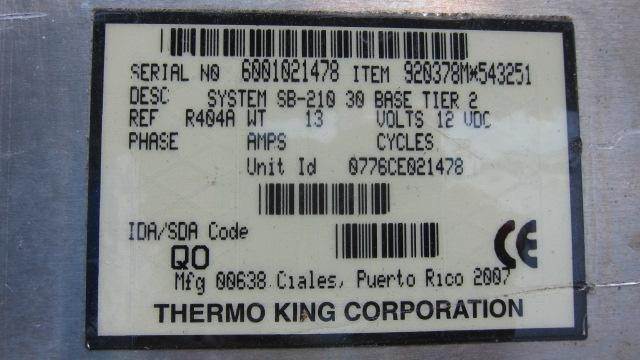 SERIAL NO 6001021478 ITEM 920378M*543251
DESC SYSTEM SB-210 30 BASE TIER 2
REF R404A WT 13 VOLTS 12 VDC
PHASE AMPS CYCLES
Unit Id 0776CE021478
IDA/SDA Code
QO
CE
Mfg 00638 Ciales, Puerto Rico 2007
THERMO KING CORPORATION